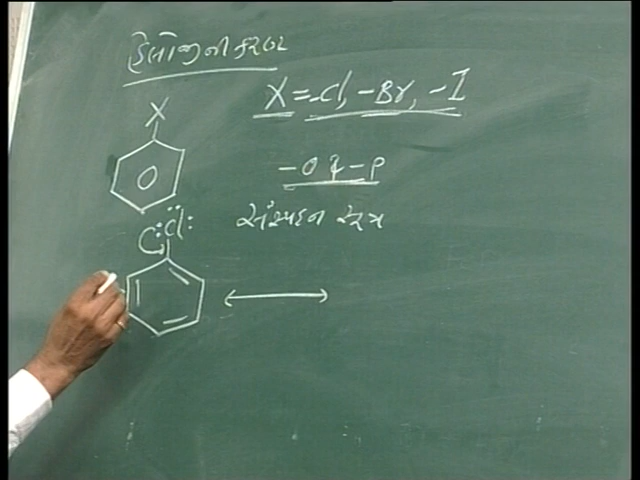 હેલોજીનીકરણ
X
X = -Cl, -Br, -I
-o & -p
સંસ્પંદન સૂત્ર
:Cl: